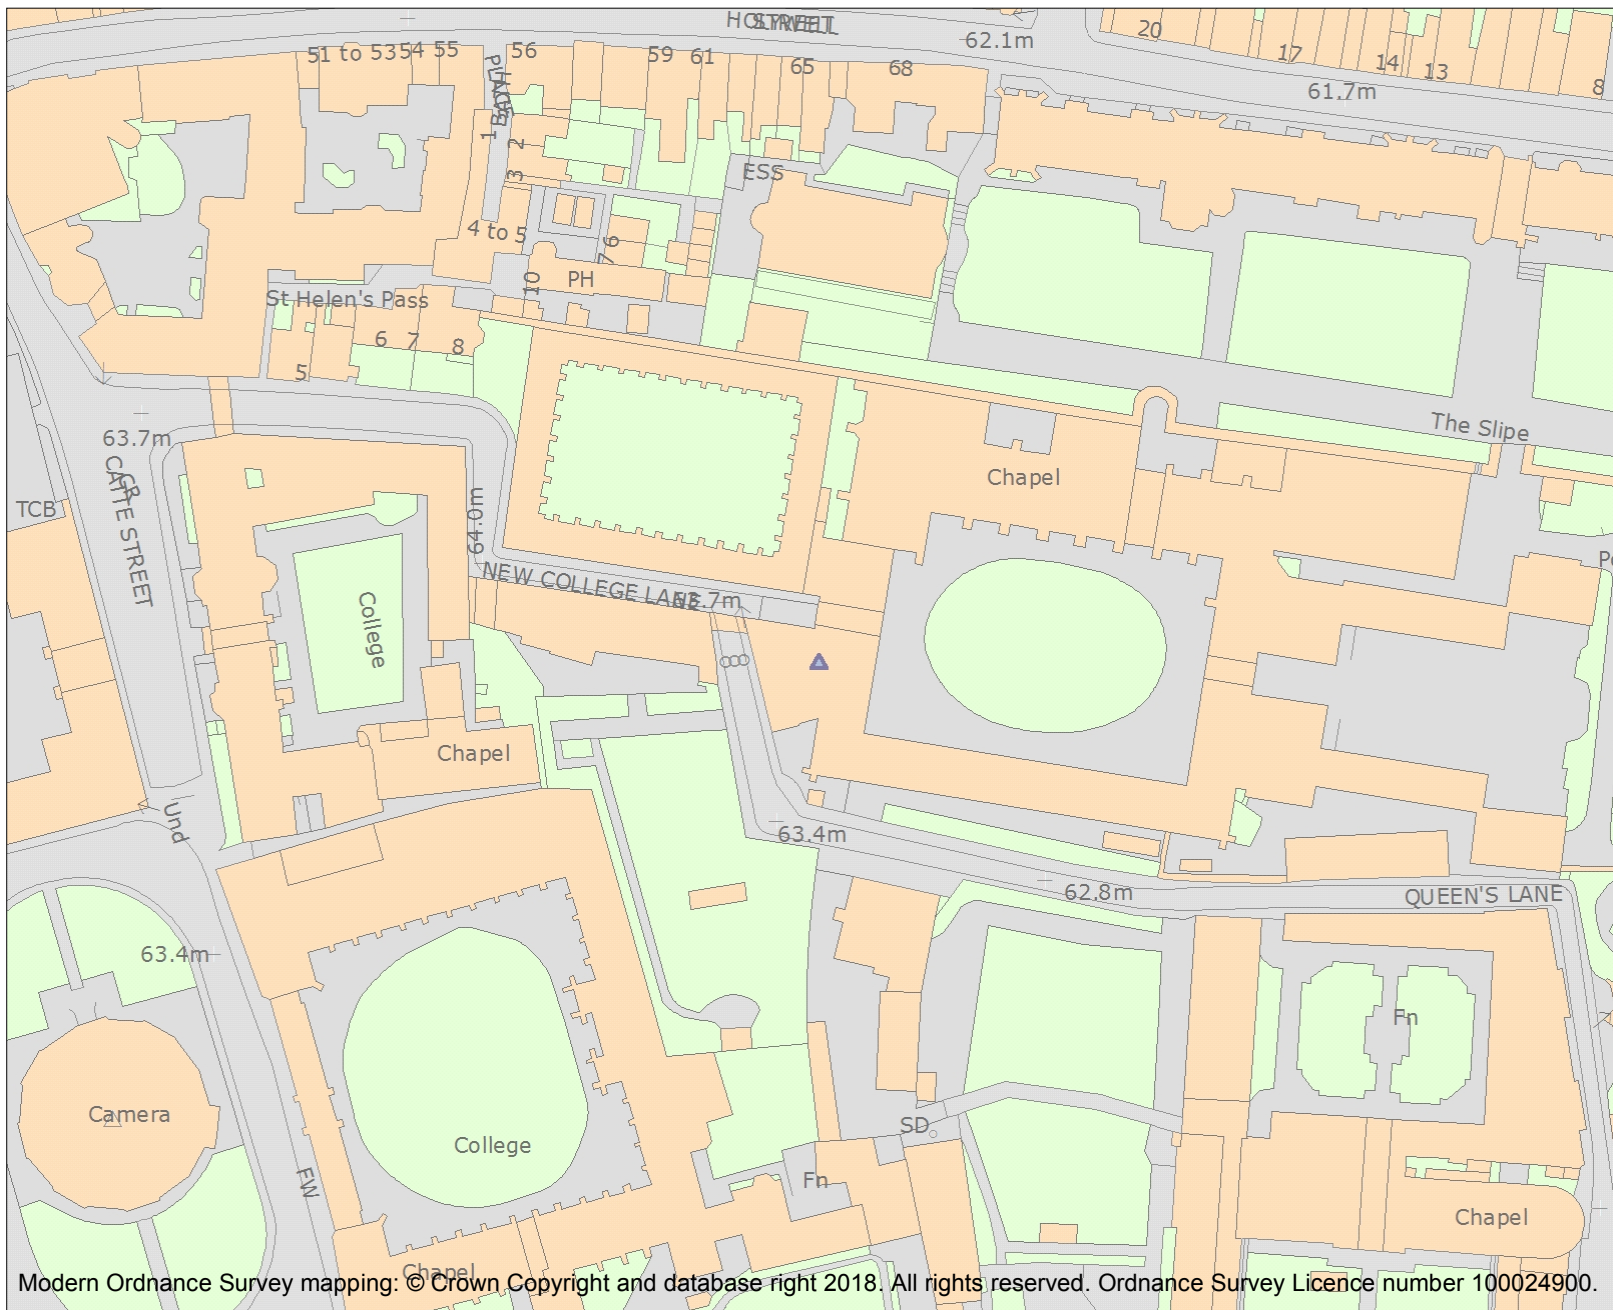 HOLYWELL
STREET
62.1m
20
17
14
13
8
51 to 53
54
55
56
59
61
65
68
61.7m
BATH
PLACE
1
2
3
ESS
4 to 5
6
7
10
PH
St Helen's Pass
6
7
8
5
63.7m
The Slipe
Chapel
TCB
CATTE STREET
64.0m
NEW COLLEGE LANE
63.7m
College
8
Chapel
Und
63.4m
62.8m
QUEEN'S LANE
63.4m
Fn
Camera
College
SD
FW
Fn
Chapel
Chapel
Modern Ordnance Survey mapping: © Crown Copyright and database right 2018. All rights reserved. Ordnance Survey Licence number 100024900.